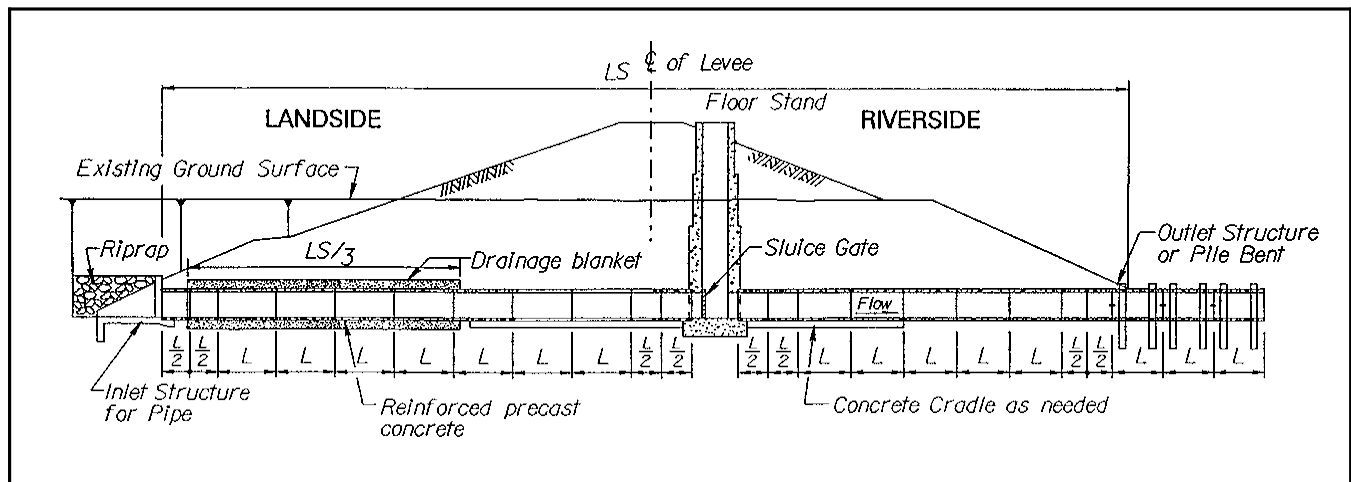 LS
℄ of Levee
Floor Stand
LANDSIDE
RIVERSIDE
Existing Ground Surface
Riprap
LS/3
Drainage blanket
Sluice Gate
Outlet Structure
or Pile Bent
Flow
L/2 L/2 L L L L L L L L/2 L/2 L/2 L/2 L L L L L L/2 L/2 L L L
Inlet Structure
for Pipe
Reinforced precast
concrete
Concrete Cradle as needed